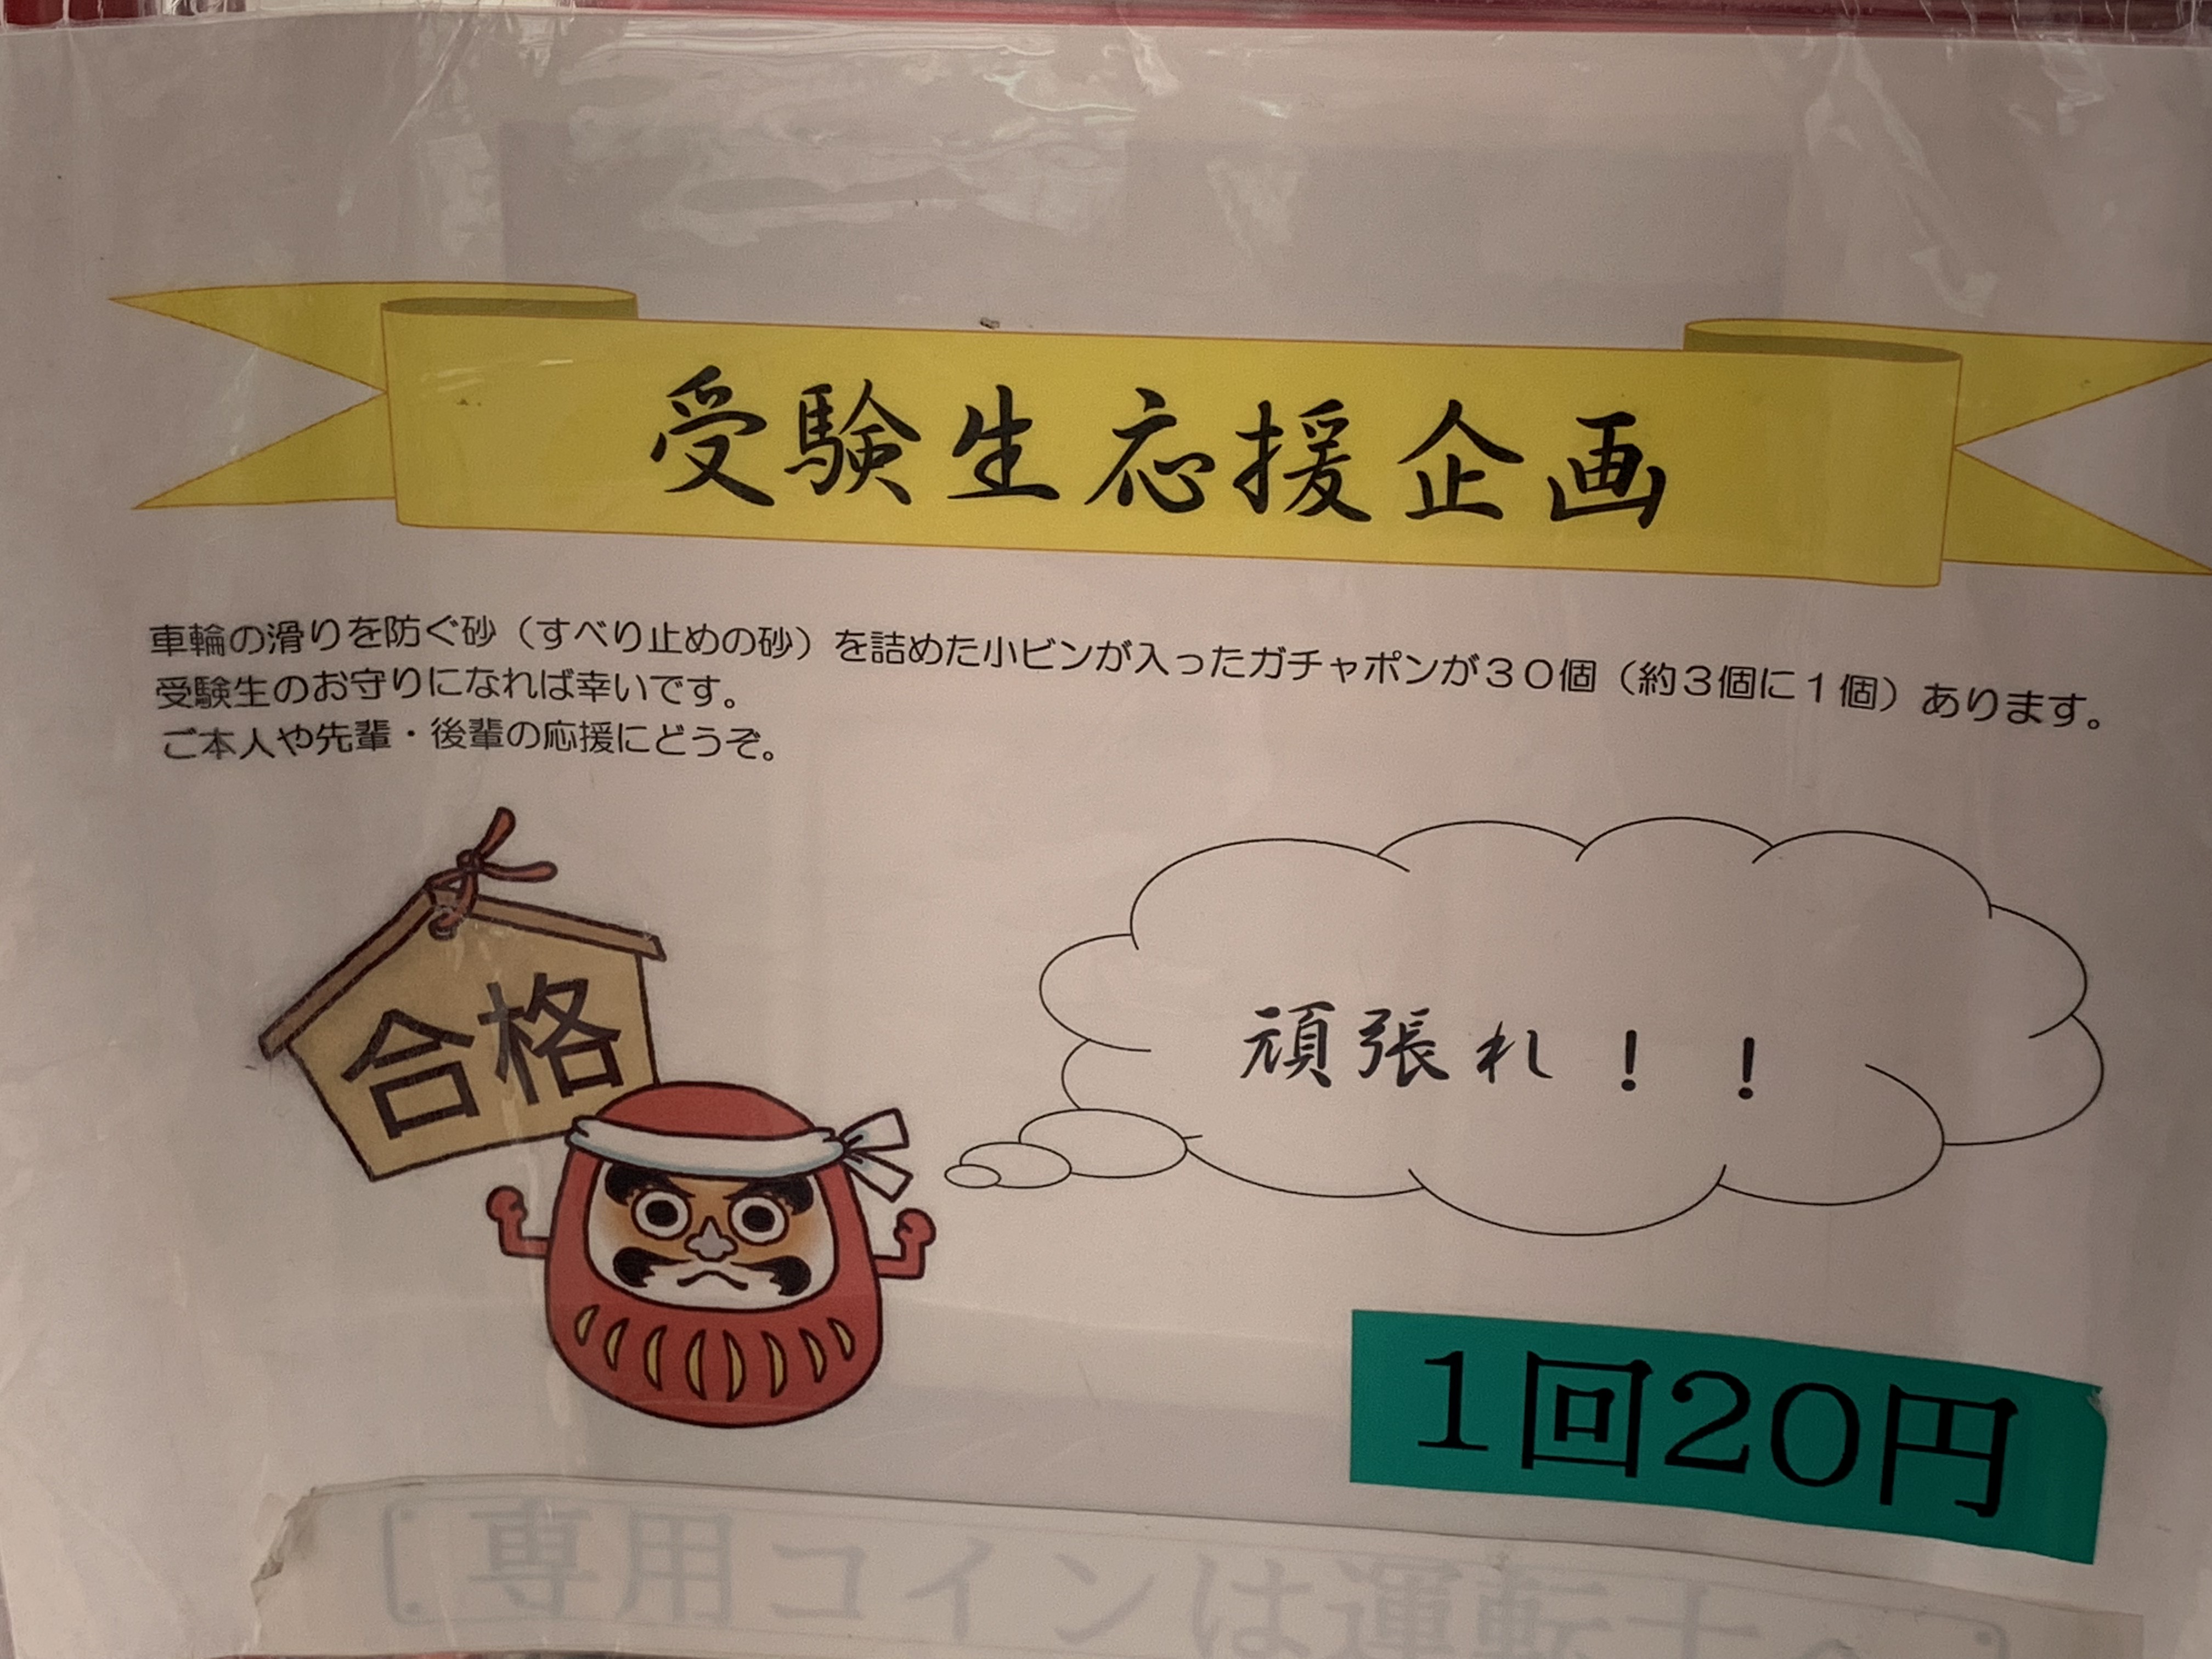 受験生応援企画
車輪の滑りを防ぐ砂（すべり止めの砂）を詰めた小ビンが入ったガチャポンが３０個（約３個に１個）あります。
受験生のお守りになれば幸いです。
ご本人や先輩・後輩の応援にどうぞ。
合格
頑張れ！！
1回20円
専用コインは運転士へ